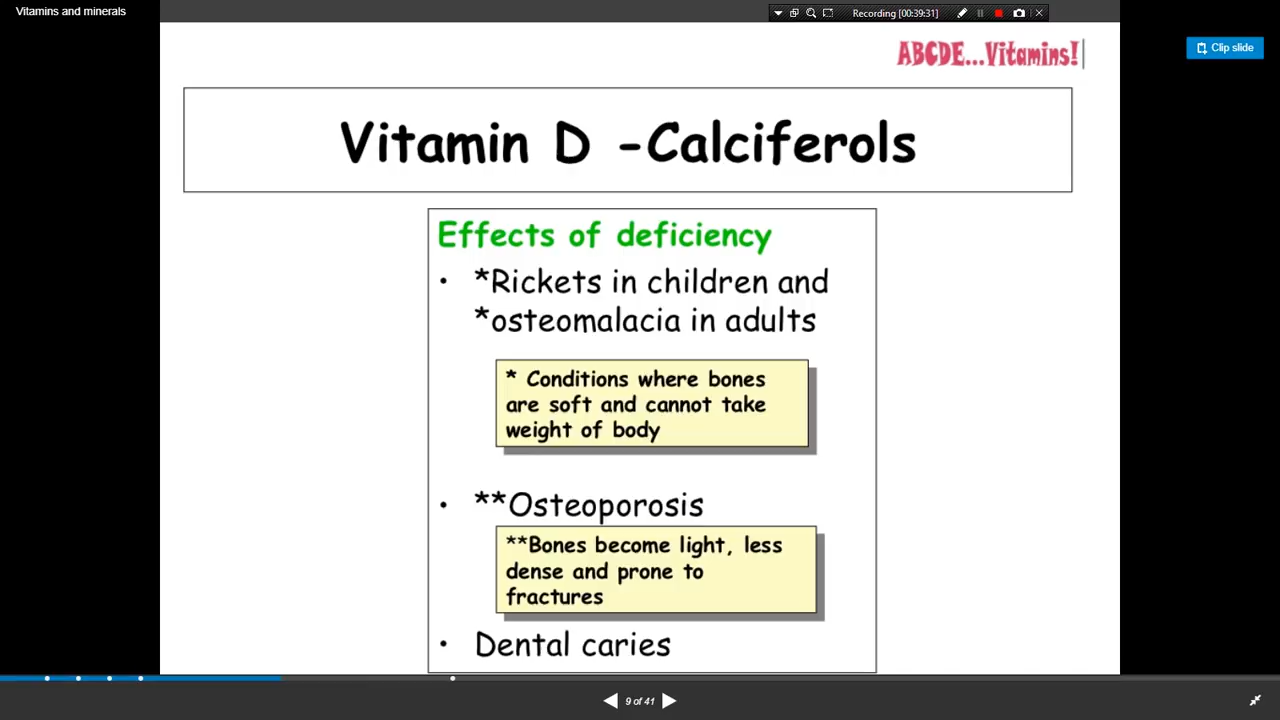 Vitamins and minerals
Recording [00:39:31]
ABCDE...Vitamins!
Clip slide
Vitamin D -Calciferols
Effects of deficiency
• *Rickets in children and
*osteomalacia in adults
* Conditions where bones
are soft and cannot take
weight of body
• **Osteoporosis
**Bones become light, less
dense and prone to
fractures
• Dental caries
9 of 41